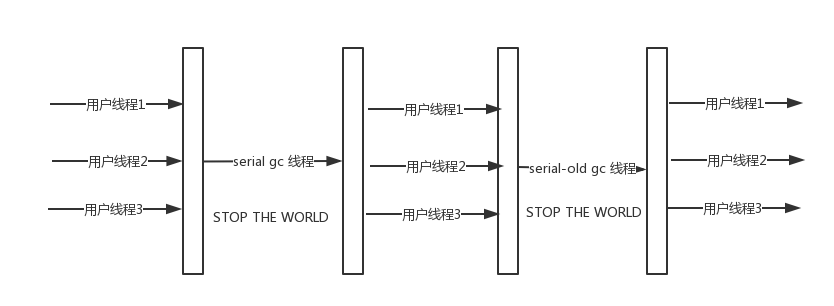 用户线程1
用户线程2
用户线程3
serial gc 线程
STOP THE WORLD
用户线程1
用户线程2
用户线程3
serial-old gc 线程
STOP THE WORLD
用户线程1
用户线程2
用户线程3